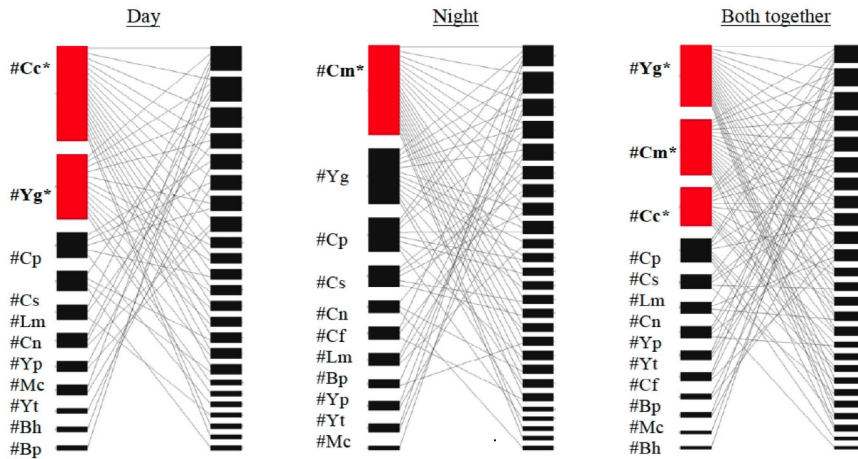 Day
#Cc*
#Yg*
#Cp
#Cs
#Lm
#Cn
#Yp
#Mc
#Yt
#Bh
#Bp
Night
#Cm*
#Yg
#Cp
#Cs
#Cn
#Cf
#Lm
#Bp
#Yp
#Yt
#Mc
Both together
#Yg*
#Cm*
#Cc*
#Cp
#Cs
#Lm
#Cn
#Yp
#Yt
#Cf
#Bp
#Mc
#Bh